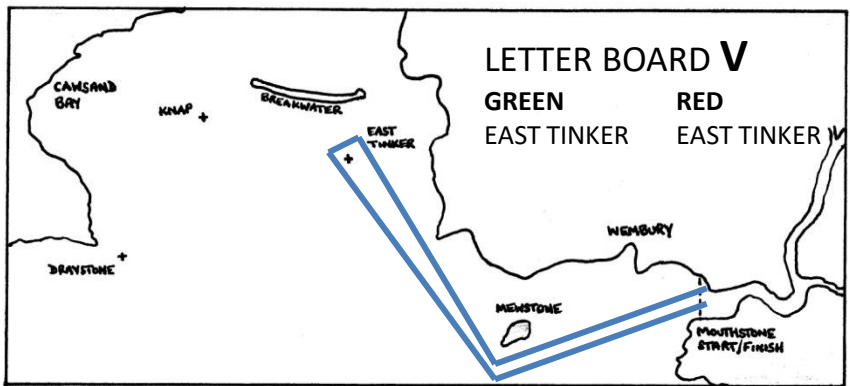 LETTER BOARD V
GREEN RED
EAST TINKER EAST TINKER
CAWSAND
BAY
KNAP
BREAKWATER
EAST
TINKER
WEMBURY
DRAYSTONE
MEWSTONE
MOUTHSTONE
START/FINISH